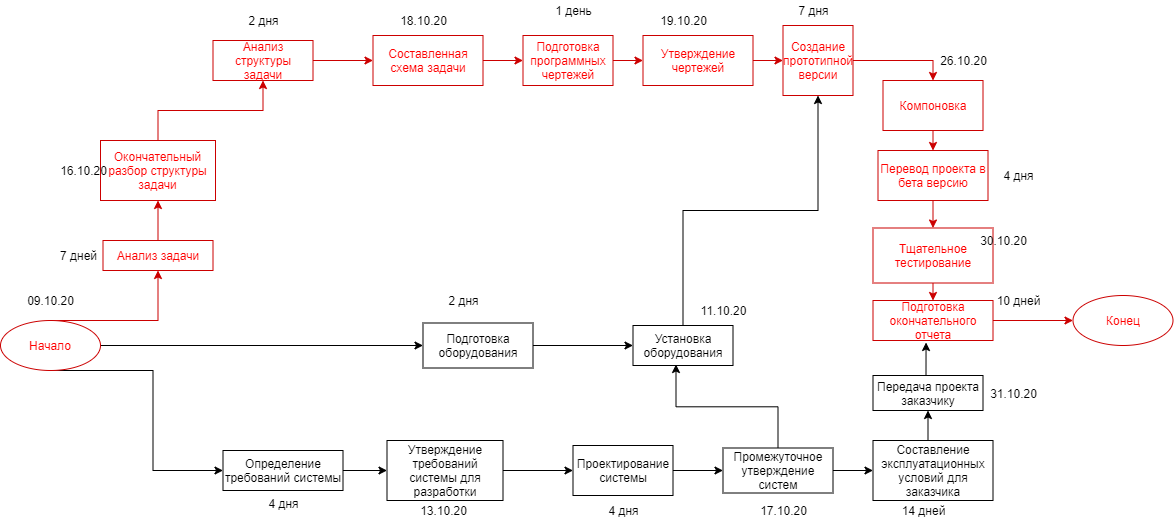 2 дня
18.10.20
1 день
19.10.20
7 дня
Анализ
структуры
задачи
Составленная
схема задачи
Подготовка
программных
чертежей
Утверждение
чертежей
Создание
прототипной
версии
26.10.20
Компоновка
16.10.20
Окончательный
разбор структуры
задачи
Перевод проекта в
бета версию
4 дня
7 дней
Анализ задачи
Тщательное
тестирование
30.10.20
09.10.20
2 дня
11.10.20
Подготовка
окончательного
отчета
10 дней
Начало
Подготовка
оборудования
Установка
оборудования
Конец
Передача проекта
заказчику
31.10.20
Определение
требований системы
4 дня
Утверждение
требований
системы для
разработки
13.10.20
Проектирование
системы
4 дня
Промежуточное
утверждение
систем
17.10.20
Составление
эксплуатационных
условий для
заказчика
14 дней